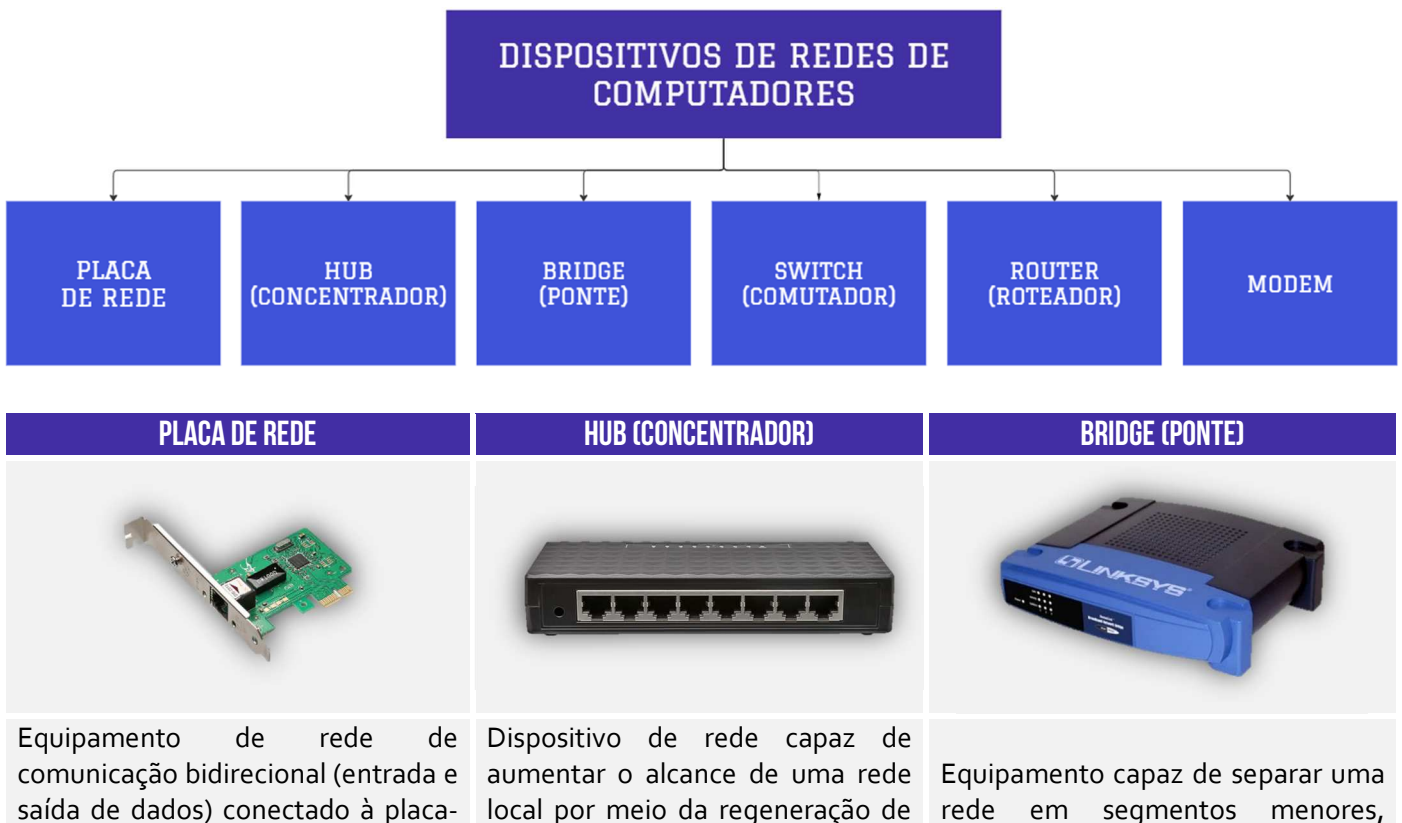 DISPOSITIVOS DE REDES DE
COMPUTADORES
PLACA
DE REDE
HUB
(CONCENTRADOR)
BRIDGE
(PONTE)
SWITCH
(COMUTADOR)
ROUTER
(ROTEADOR)
MODEM
PLACA DE REDE
HUB (CONCENTRADOR)
BRIDGE (PONTE)
LINKSYS
Equipamento de rede de
comunicação bidirecional (entrada e
saída de dados) conectado à placa-
Dispositivo de rede capaz de
aumentar o alcance de uma rede
local por meio da regeneração de
Equipamento capaz de separar uma
rede em segmentos menores,